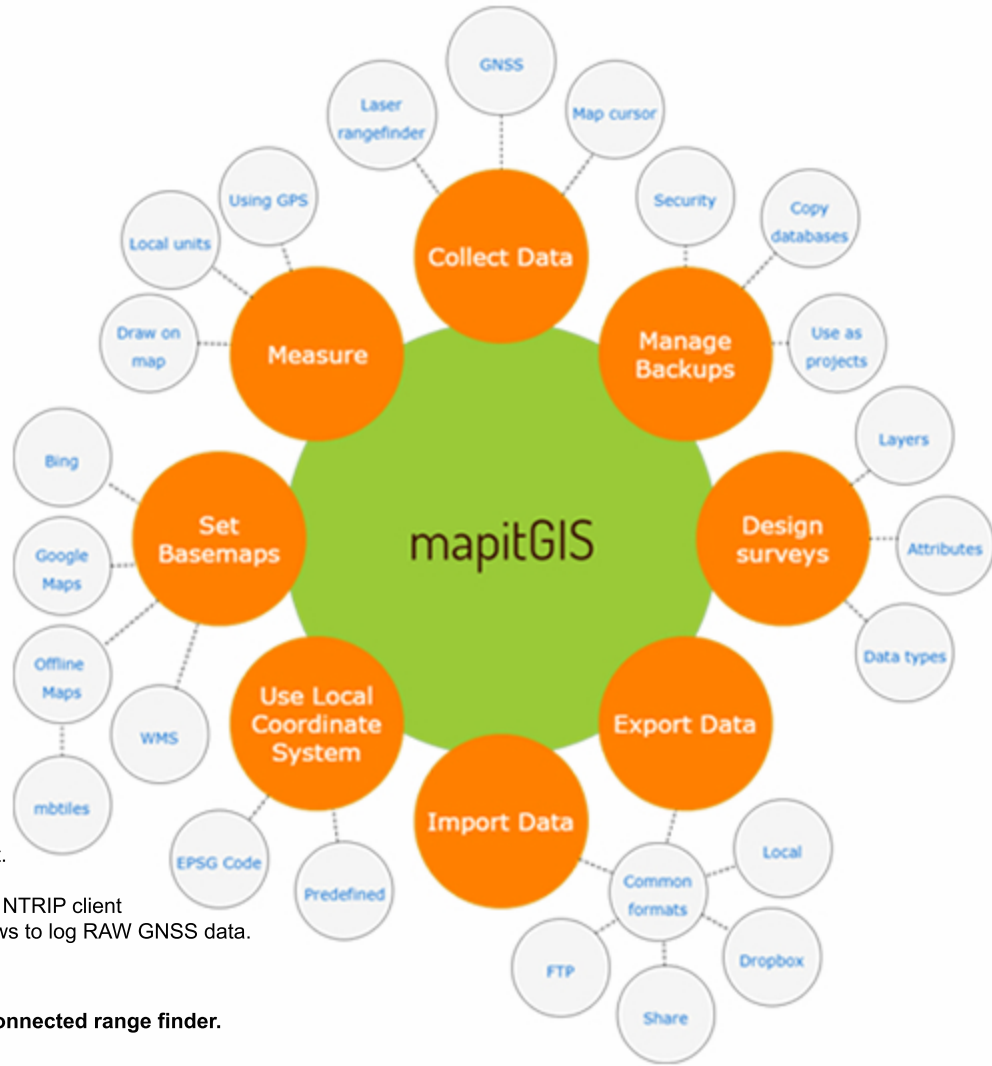 GNSS
Laser
rangefinder
Map cursor
Collect Data
Security
Copy
databases
Use as
projects
Manage
Backups
Using GPS
Local units
Draw on
map
Measure
Layers
Attributes
Data types
Design
surveys
mapitGIS
Bing
Google
Maps
Offline
Maps
mbtiles
WMS
Set
Basemaps
Use Local
Coordinate
System
EPSG Code
Predefined
Import Data
Export Data
Common
formats
Local
Dropbox
Share
FTP
NTRIP client
to log RAW GNSS data.
range finder.